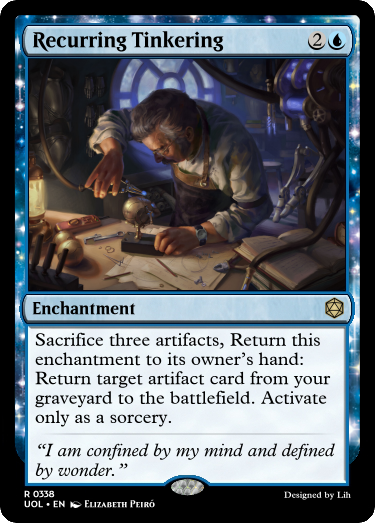 Recurring Tinkering 2
Enchantment
Sacrifice three artifacts, Return this
enchantment to its owner's hand:
Return target artifact card from your
graveyard to the battlefield. Activate
only as a sorcery.
“I am confined by my mind and defined
by wonder.”
R 0338
UOL • EN Elizabeth Peiró
Designed by Lih